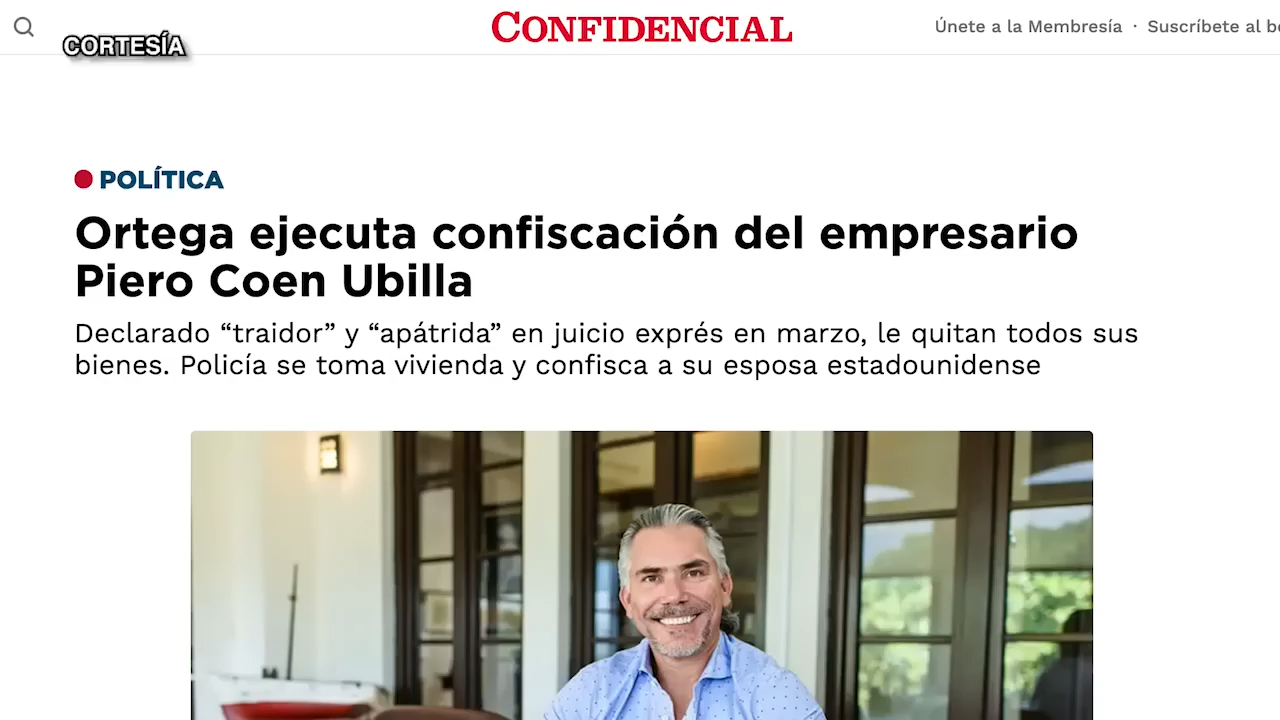 CONFIDENCIAL
Únete a la Membresía · Suscríbete al
CORTESÍA
POLÍTICA
Ortega ejecuta confiscación del empresario
Piero Coen Ubilla
Declarado “traidor” y “apátrida” en juicio exprés en marzo, le quitan todos sus
bienes. Policía se toma vivienda y confisca a su esposa estadounidense